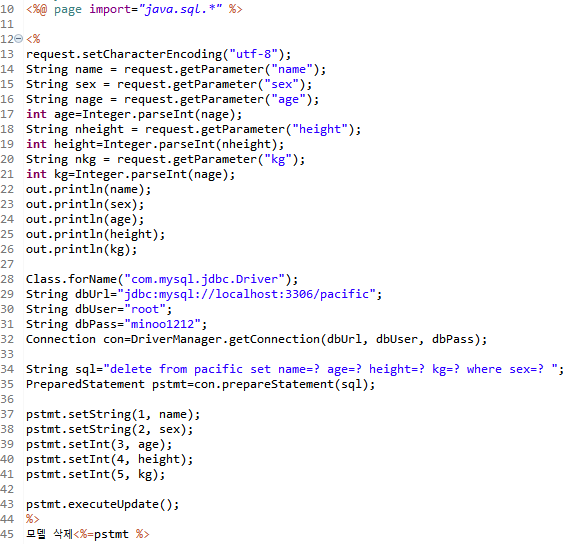 10 <%@ page import="java.sql.*" %>
11
12 <%
13 request.setCharacterEncoding("utf-8");
14 String name = request.getParameter("name");
15 String sex = request.getParameter("sex");
16 String nage = request.getParameter("age");
17 int age=Integer.parseInt(nage);
18 String nheight = request.getParameter("height");
19 int height=Integer.parseInt(nheight);
20 String nkg = request.getParameter("kg");
21 int kg=Integer.parseInt(nage);
22 out.println(name);
23 out.println(sex);
24 out.println(age);
25 out.println(height);
26 out.println(kg);
27
28 Class.forName("com.mysql.jdbc.Driver");
29 String dbUrl="jdbc:mysql://localhost:3306/pacific";
30 String dbUser="root";
31 String dbPass="minoo1212";
32 Connection con=DriverManager.getConnection(dbUrl, dbUser, dbPass);
33
34 String sql="delete from pacific set name=? age=? height=? kg=? where sex=? ";
35 PreparedStatement pstmt=con.prepareStatement(sql);
36
37 pstmt.setString(1, name);
38 pstmt.setString(2, sex);
39 pstmt.setInt(3, age);
40 pstmt.setInt(4, height);
41 pstmt.setInt(5, kg);
42
43 pstmt.executeUpdate();
44 %>
45 모델 삭제<%=pstmt %>